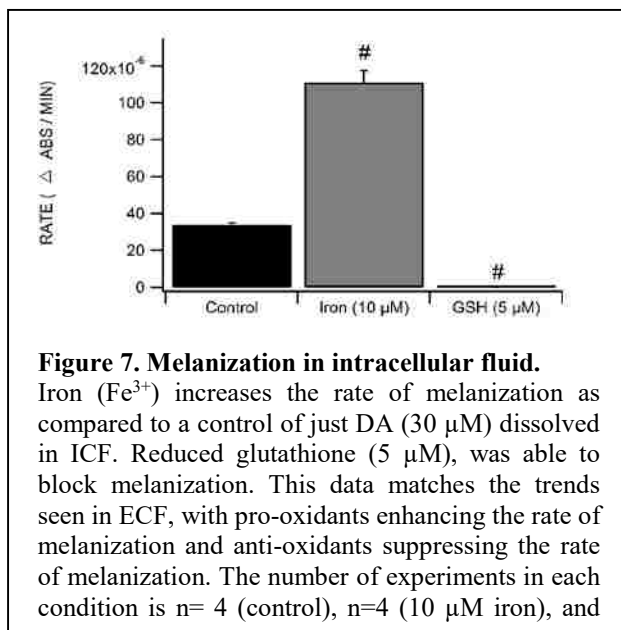 #
120x10⁻⁶
100
80
60
40
20
0
RATE ( △ ABS / MIN)
#
Control
Iron (10 µM)
GSH (5 µM)
Figure 7. Melanization in intracellular fluid.
Iron (Fe³⁺) increases the rate of melanization as
compared to a control of just DA (30 µM) dissolved
in ICF. Reduced glutathione (5 µM), was able to
block melanization. This data matches the trends
seen in ECF, with pro-oxidants enhancing the rate of
melanization and anti-oxidants suppressing the rate
of melanization. The number of experiments in each
condition is n= 4 (control), n=4 (10 µM iron), and